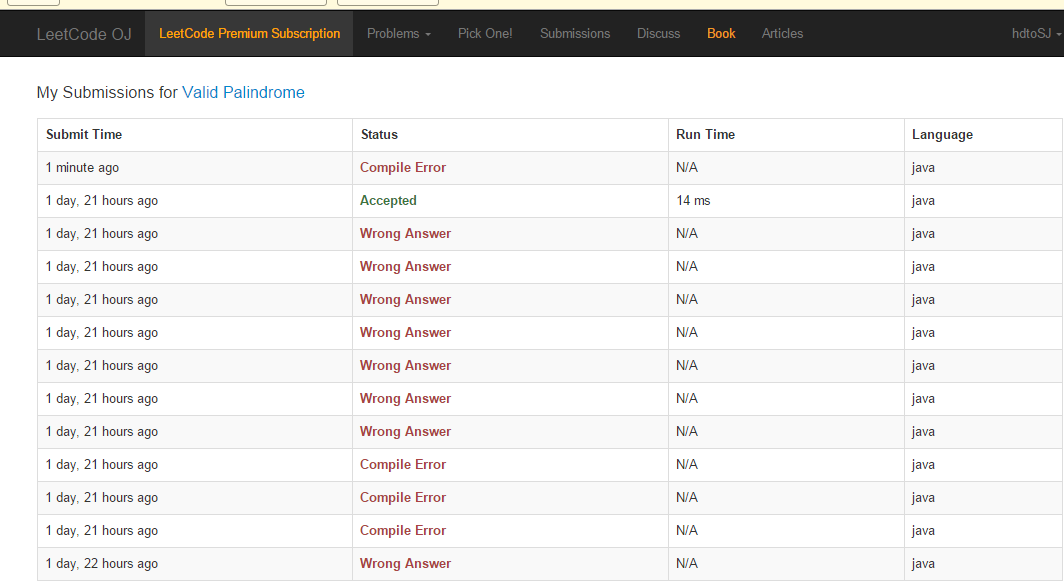 LeetCode OJ LeetCode Premium Subscription Problems Pick One! Submissions Discuss Book Articles hdtoSJ
My Submissions for Valid Palindrome
Submit Time Status Run Time Language
1 minute ago Compile Error N/A java
1 day, 21 hours ago Accepted 14 ms java
1 day, 21 hours ago Wrong Answer N/A java
1 day, 21 hours ago Wrong Answer N/A java
1 day, 21 hours ago Wrong Answer N/A java
1 day, 21 hours ago Wrong Answer N/A java
1 day, 21 hours ago Wrong Answer N/A java
1 day, 21 hours ago Wrong Answer N/A java
1 day, 21 hours ago Wrong Answer N/A java
1 day, 21 hours ago Compile Error N/A java
1 day, 21 hours ago Compile Error N/A java
1 day, 21 hours ago Compile Error N/A java
1 day, 22 hours ago Wrong Answer N/A java